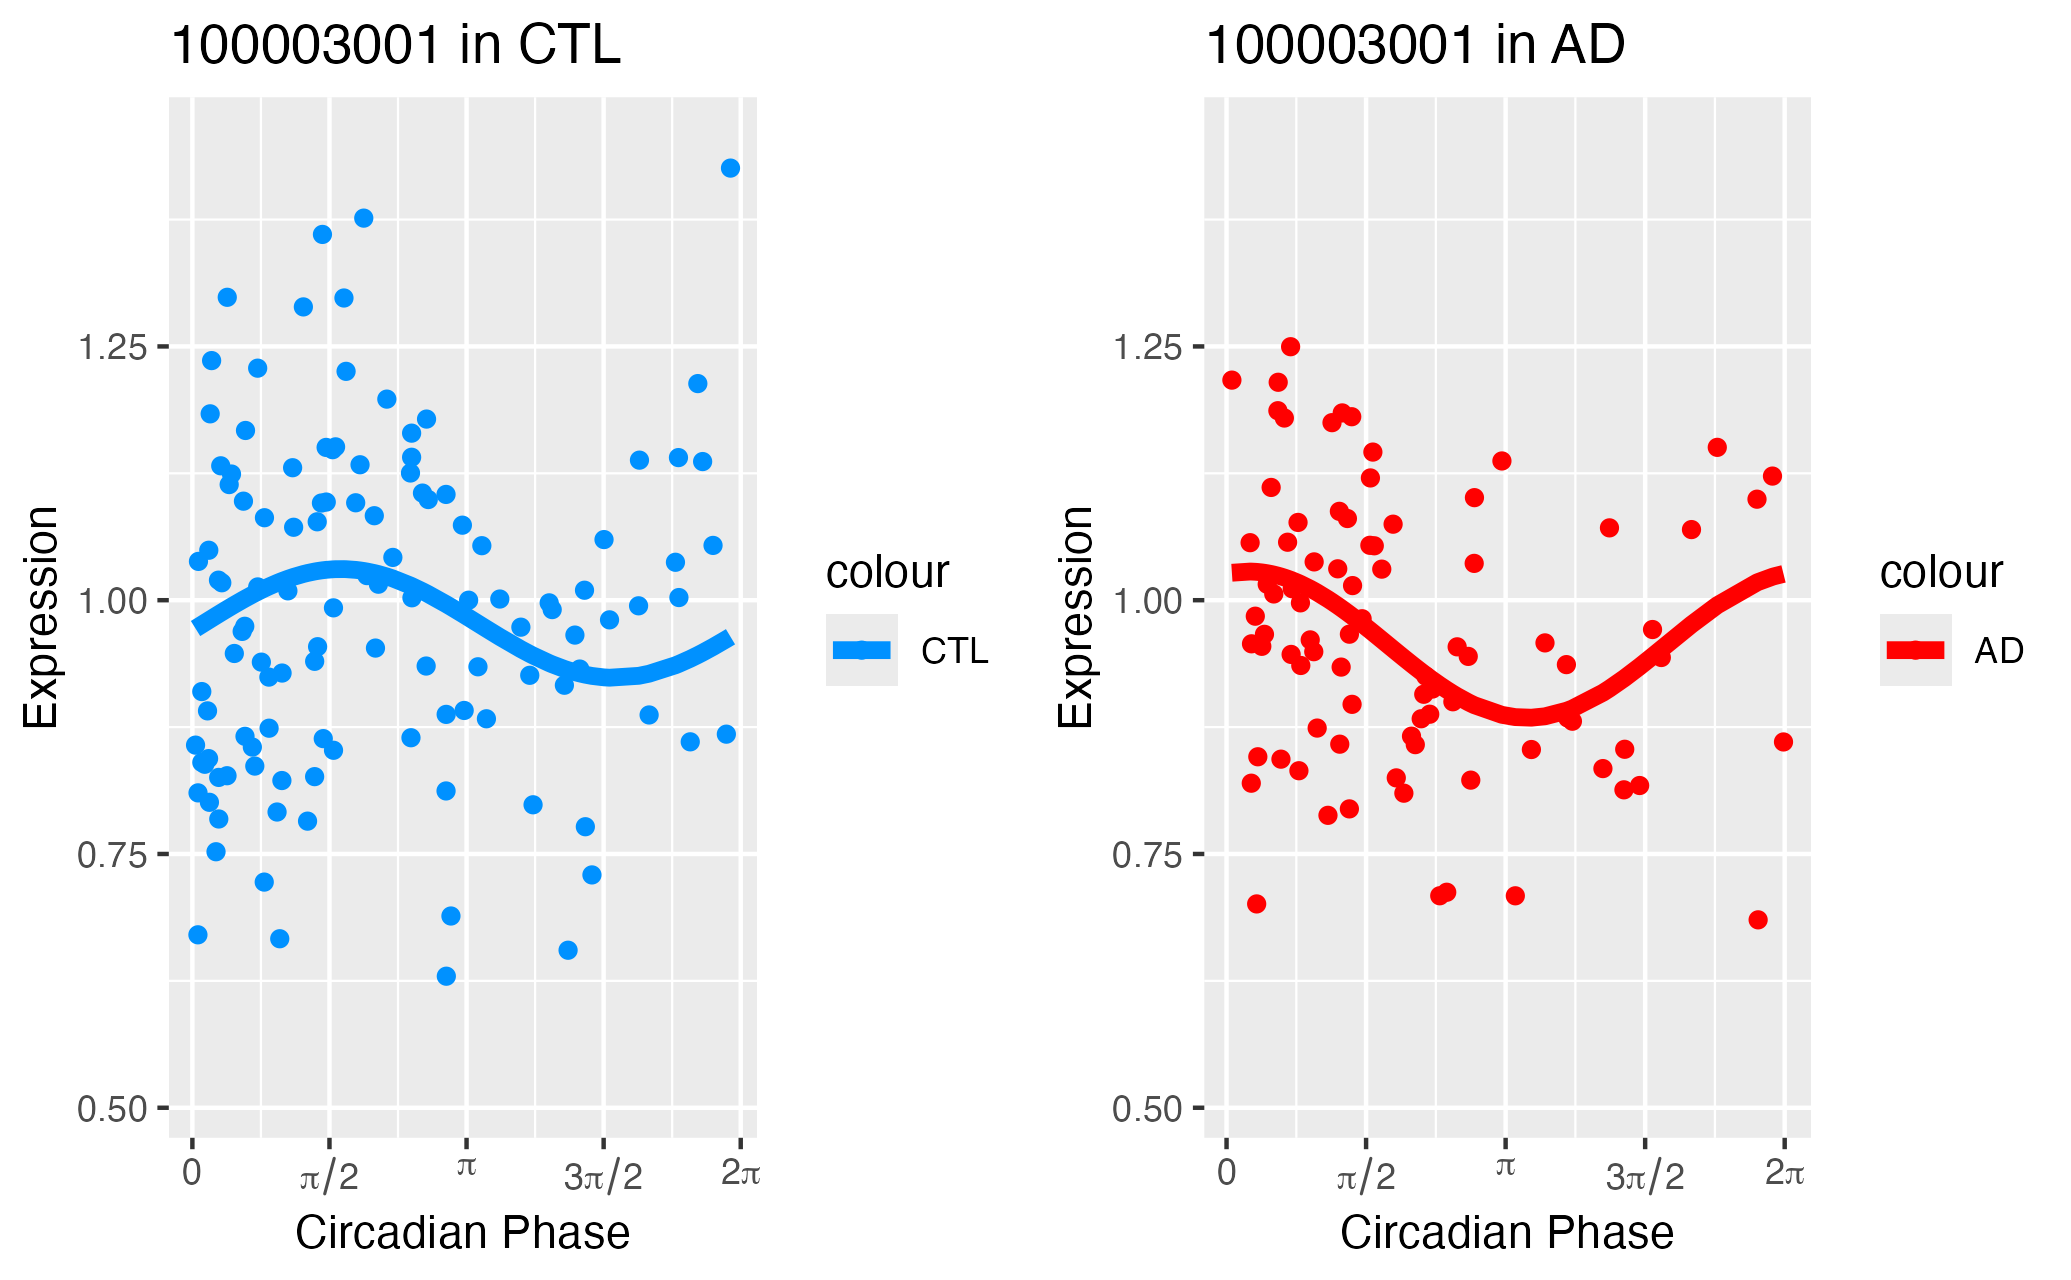 100003001 in CTL
1.25
1.00
0.75
0.50
Expression
0 π/2 π 3π/2 2π
Circadian Phase
colour
CTL
100003001 in AD
1.25
1.00
0.75
0.50
Expression
0 π/2 π 3π/2 2π
Circadian Phase
colour
AD